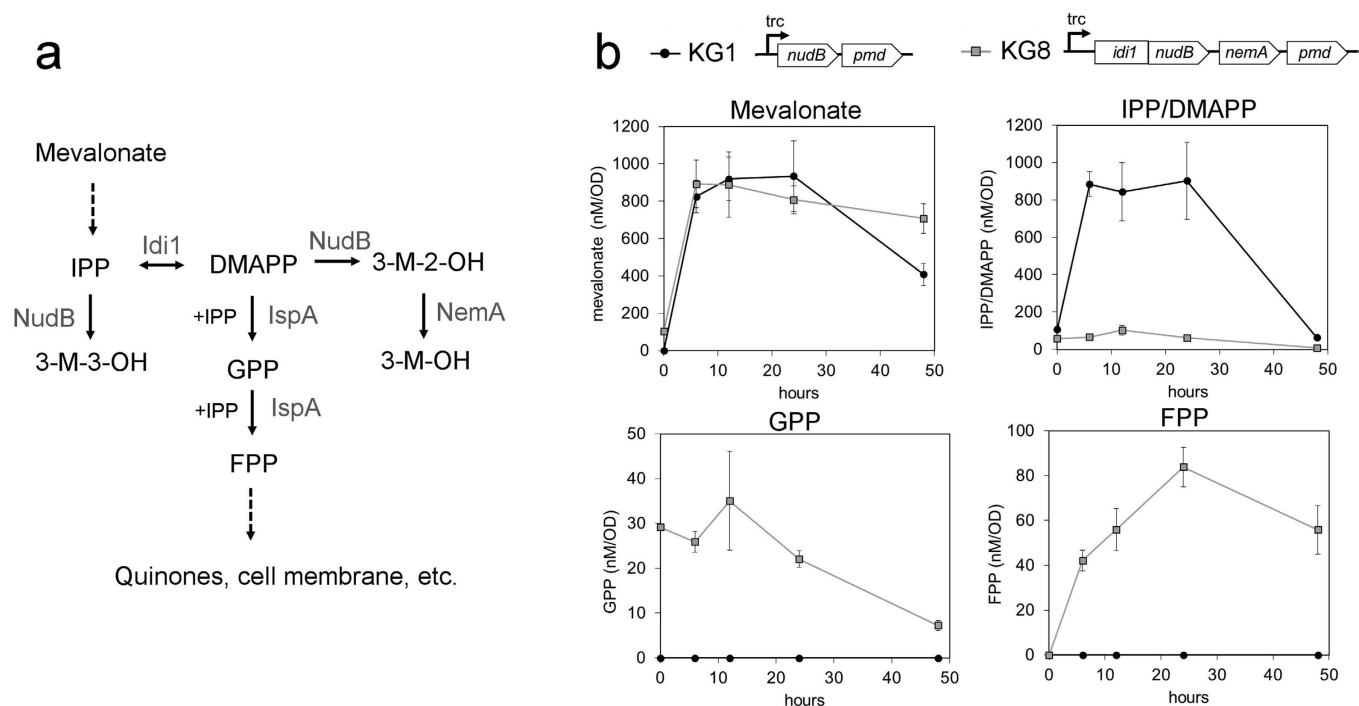 a
Mevalonate
Idi1
NudB
IPP
DMAPP
3-M-2-OH
NudB
+IPP
IspA
NemA
3-M-3-OH
GPP
3-M-OH
+IPP
IspA
FPP
Quinones, cell membrane, etc.
b
KG1
trc
nudB
pmd
KG8
trc
idi1
nudB
nemA
pmd
Mevalonate
mevalonate (nM/OD)
1200
1000
800
600
400
200
0
0 10 20 30 40 50
hours
IPP/DMAPP
IPP/DMAPP (nM/OD)
1200
1000
800
600
400
200
0
0 10 20 30 40 50
hours
GPP
GPP (nM/OD)
50
40
30
20
10
0
0 10 20 30 40 50
hours
FPP
FPP (nM/OD)
100
80
60
40
20
0
0 10 20 30 40 50
hours